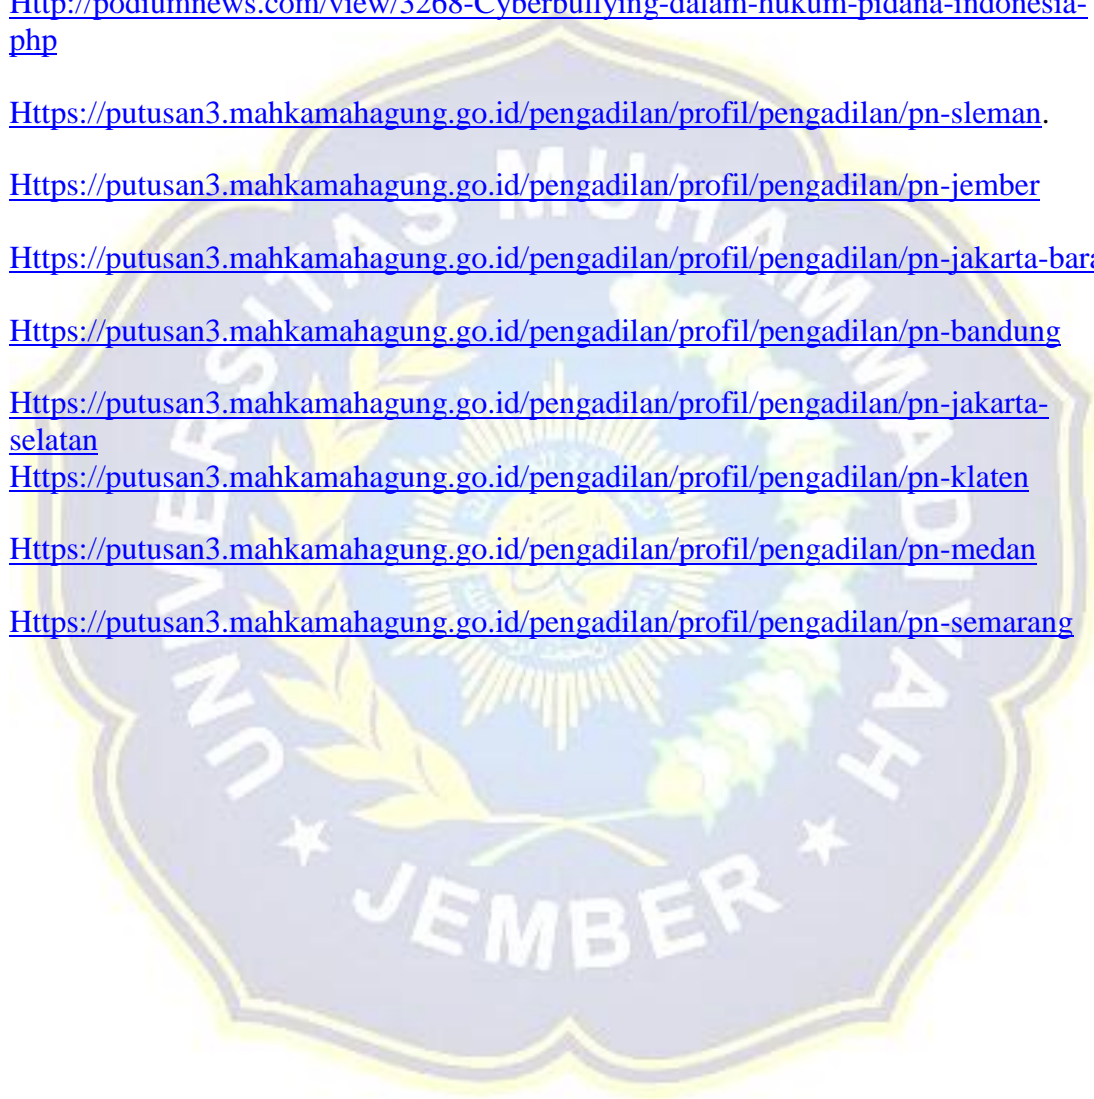 Http://podiumnews.com/view/3268-Cyberbullying-dalam-hukum-pidana-indonesia-
php
Https://putusan3.mahkamahagung.go.id/pengadilan/profil/pengadilan/pn-sleman.
Https://putusan3.mahkamahagung.go.id/pengadilan/profil/pengadilan/pn-jember
Https://putusan3.mahkamahagung.go.id/pengadilan/profil/pengadilan/pn-jakarta-bara
Https://putusan3.mahkamahagung.go.id/pengadilan/profil/pengadilan/pn-bandung
Https://putusan3.mahkamahagung.go.id/pengadilan/profil/pengadilan/pn-jakarta-
selatan
Https://putusan3.mahkamahagung.go.id/pengadilan/profil/pengadilan/pn-klaten
Https://putusan3.mahkamahagung.go.id/pengadilan/profil/pengadilan/pn-medan
Https://putusan3.mahkamahagung.go.id/pengadilan/profil/pengadilan/pn-semarang
UNIVERSITAS MUHAMMADIYAH
JEMBER